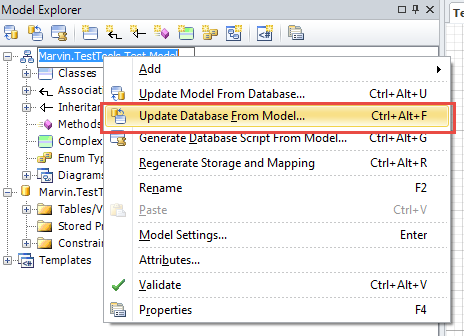 Model Explorer
Te
Marvin.TestTools.Test.Model
Classes
Associat
Inheritan
Methods
Complex
Enum Typ
Diagrams
Marvin.TestT
Tables/V
Stored Pr
Constrai
Templates
Add
Update Model From Database... Ctrl+Alt+U
Update Database From Model... Ctrl+Alt+F
Generate Database Script From Model... Ctrl+Alt+G
Regenerate Storage and Mapping Ctrl+Alt+R
Rename F2
Paste Ctrl+V
Model Settings... Enter
Attributes...
Validate Ctrl+Alt+V
Properties F4